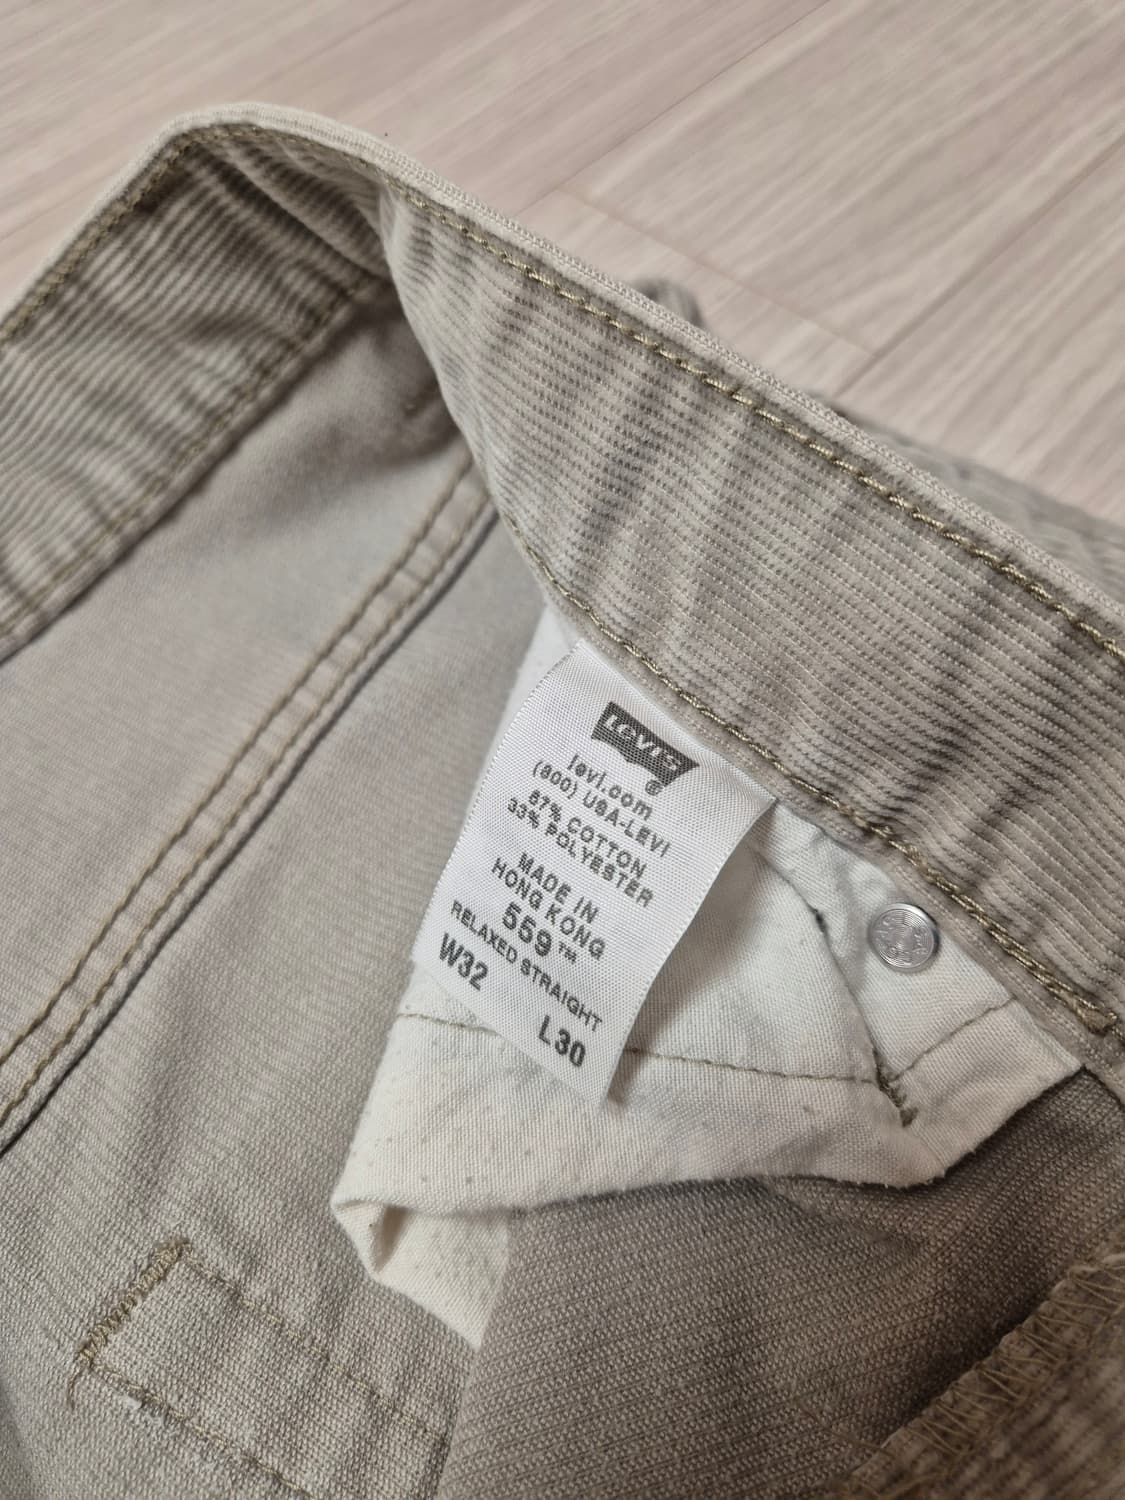 LEVI'S®
levi.com
(800) USA-LEVI
67% COTTON
33% POLYESTER
MADE IN
HONG KONG
559™
RELAXED STRAIGHT
W32
L30